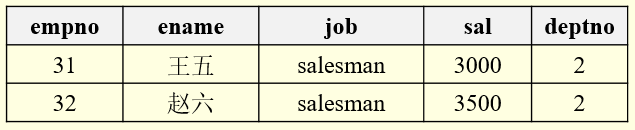 empno ename job sal deptno
31 王五 salesman 3000 2
32 赵六 salesman 3500 2